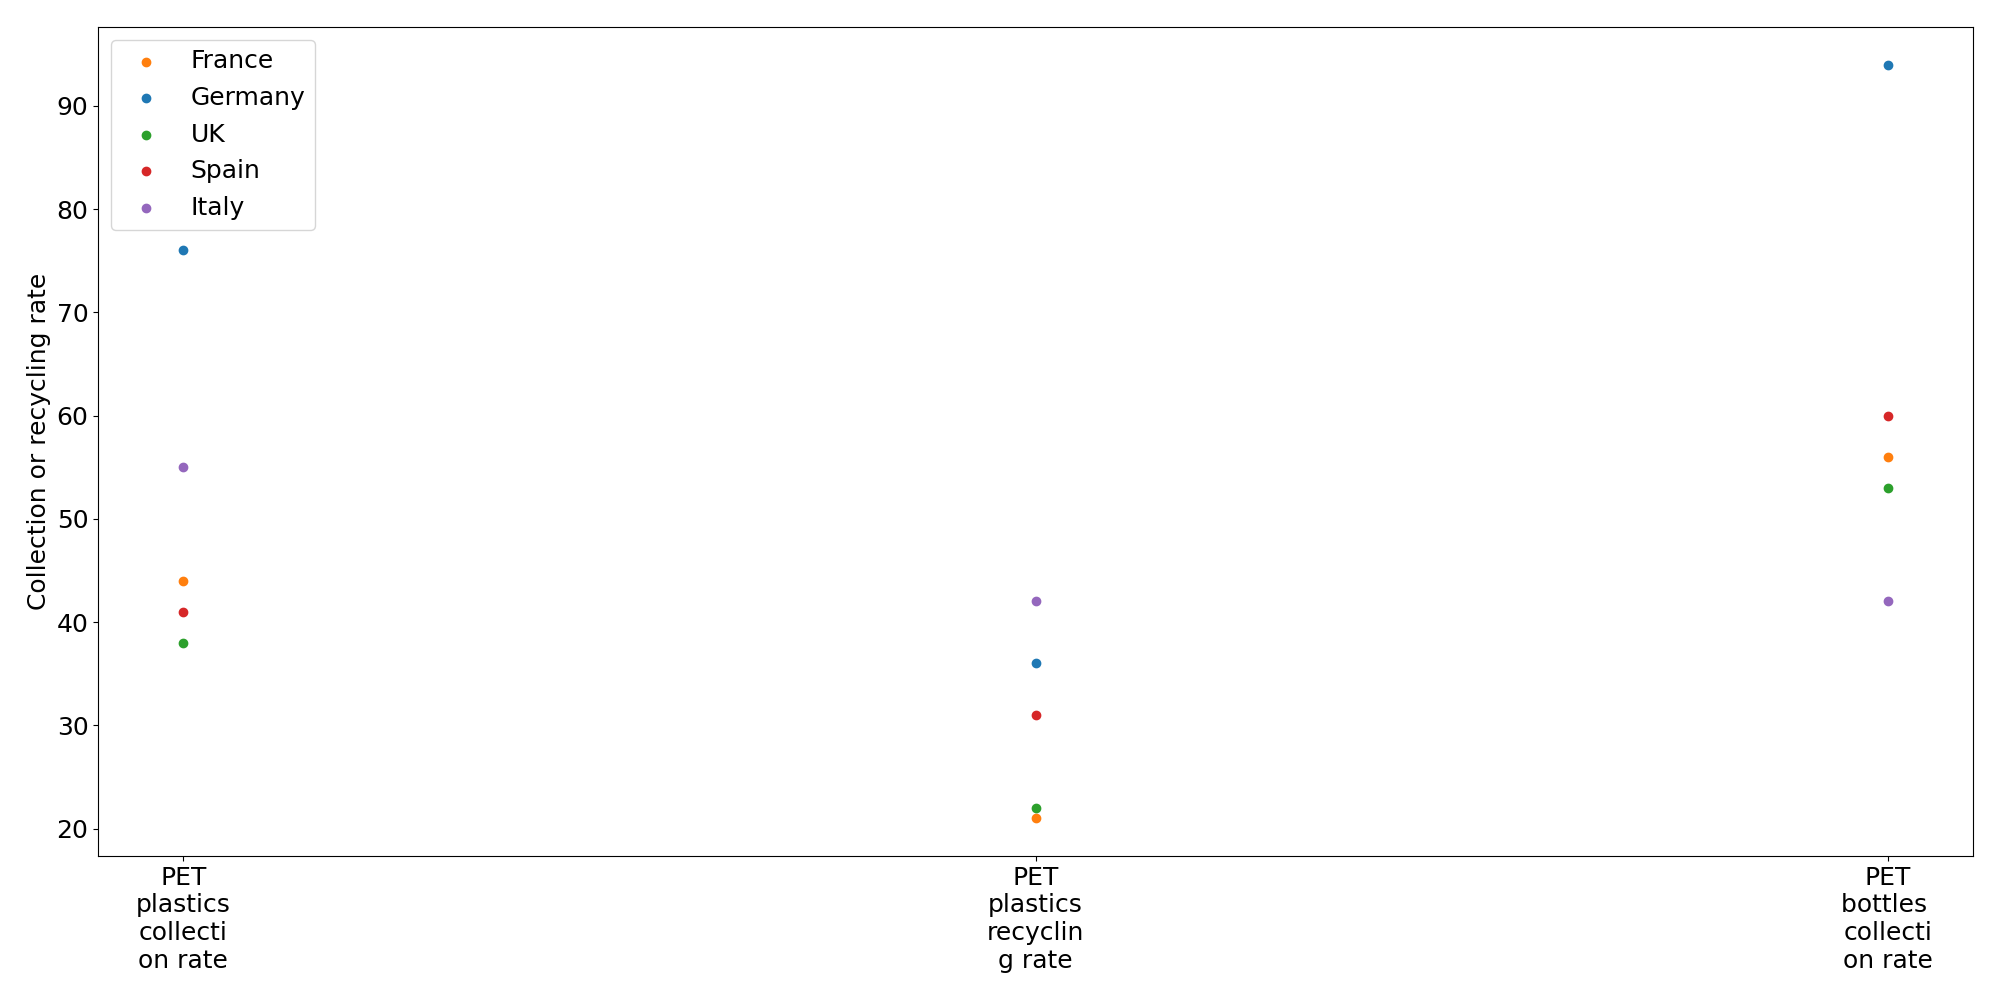 France
Germany
UK
Spain
Italy
Collection or recycling rate
90
80
70
60
50
40
30
20
PET
plastics
collecti
on rate
PET
plastics
recyclin
g rate
PET
bottles
collecti
on rate